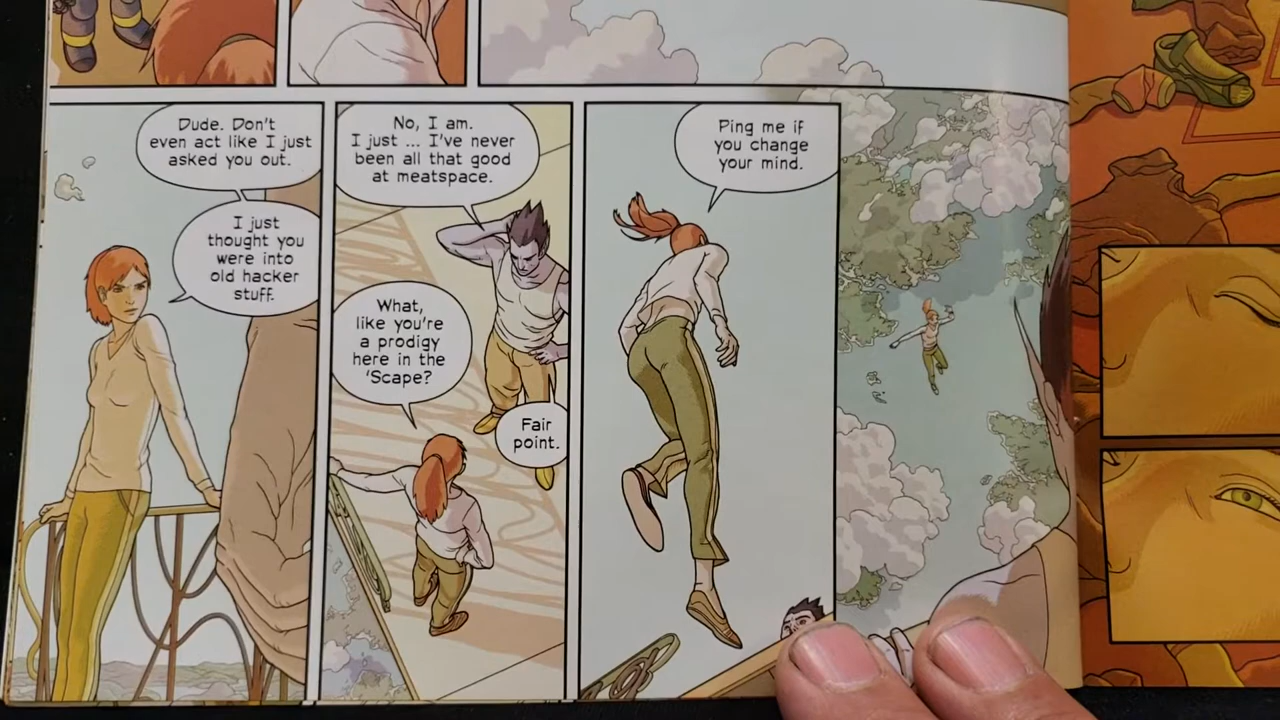 Dude. Don't
even act like I just
asked you out.
I just
thought you
were into
old hacker
stuff.
No, I am.
I just ... I've never
been all that good
at meatspace.
What,
like you're
a prodigy
here in the
'Scape?
Fair
point.
Ping me if
you change
your mind.